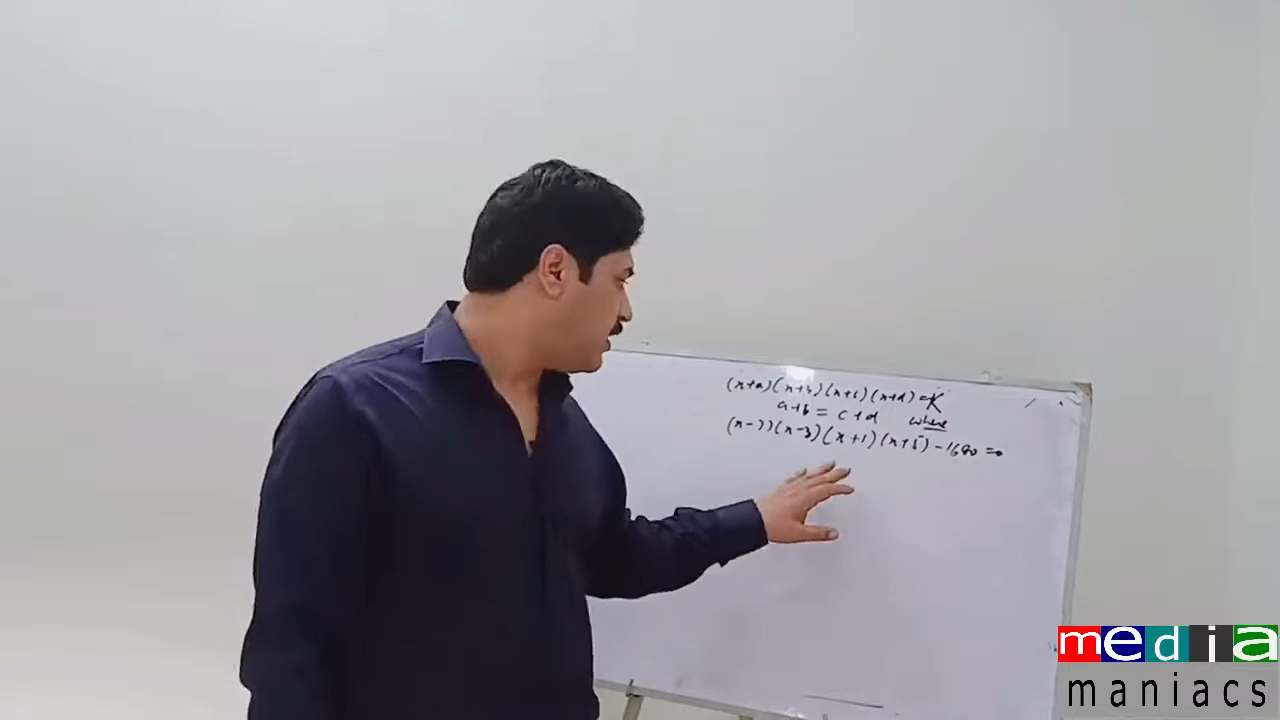 (x+a)(x+b)(x+c)(x+d)=K
a+b = c+d where
(x-7)(x-3)(x+1)(x+5)-1680=0
media
maniacs